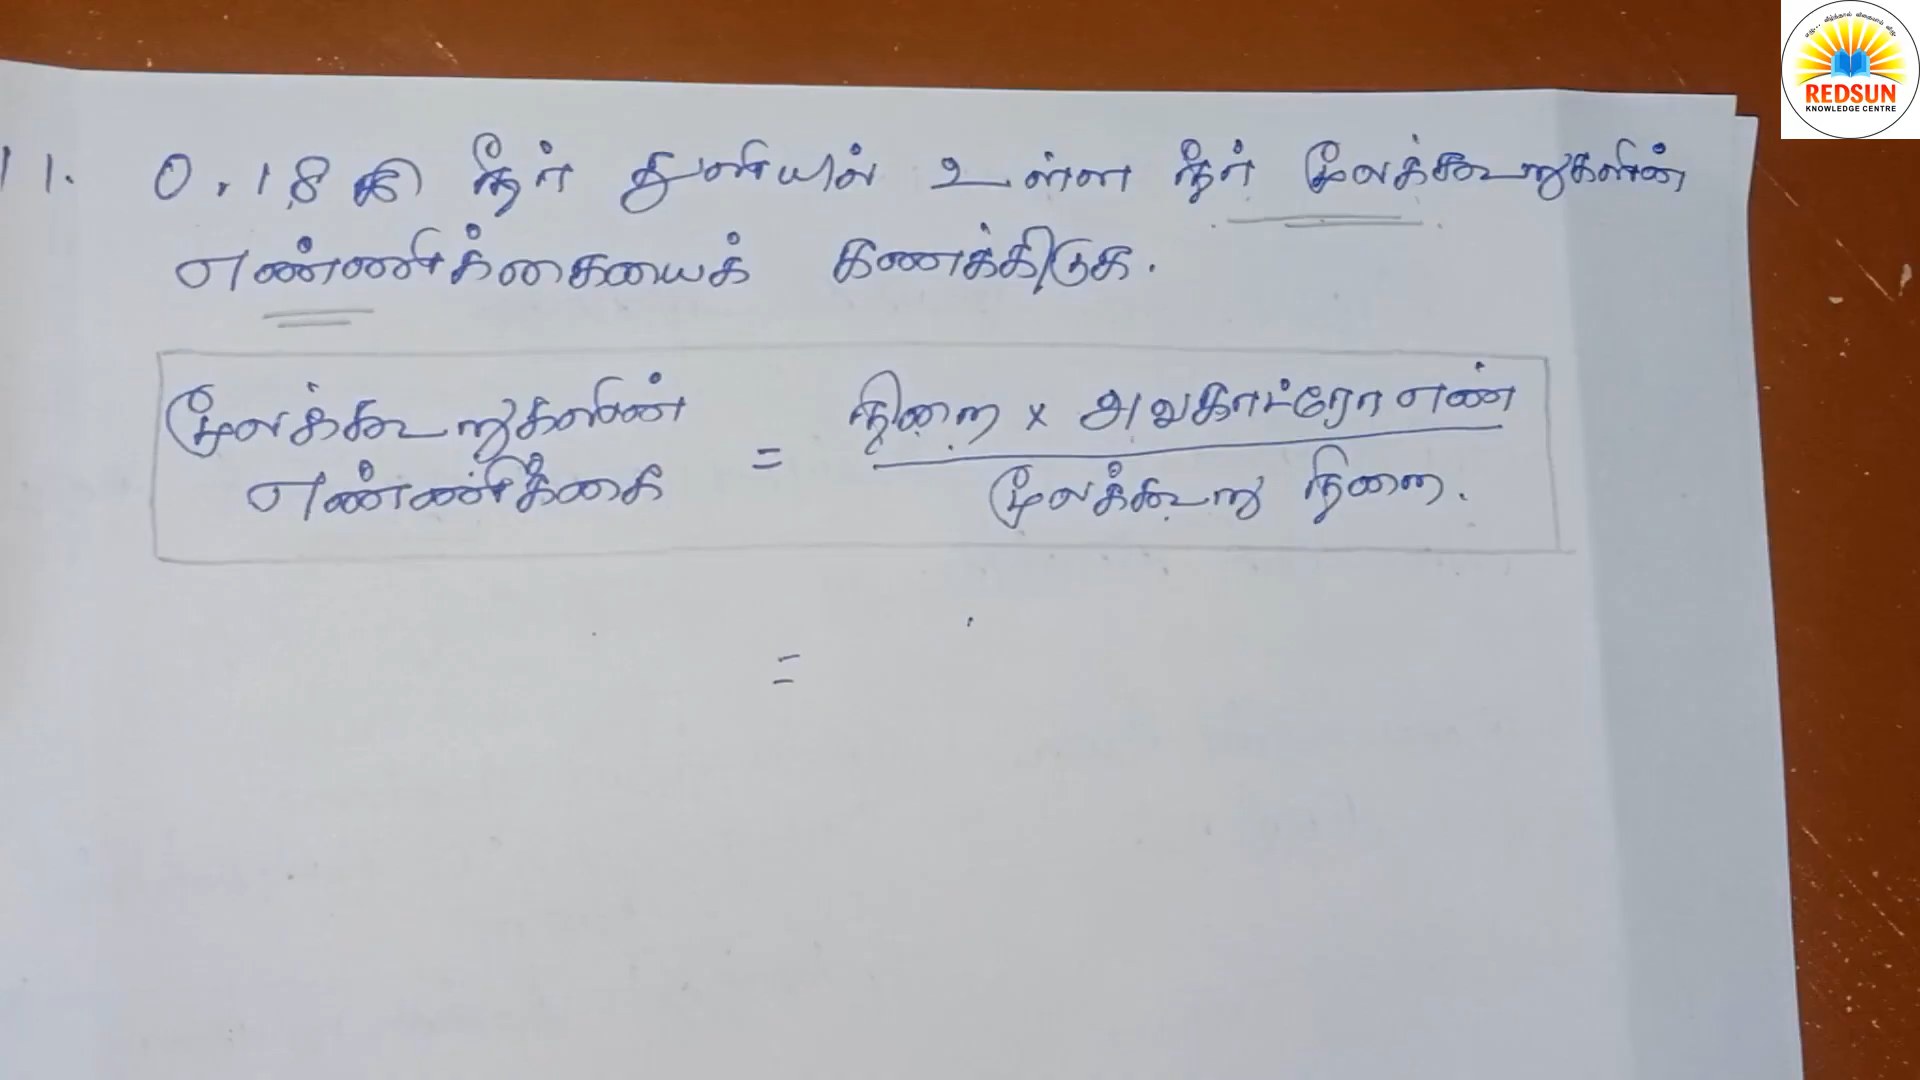 11. 0.18 கி நீர் துளியில் உள்ள நீர் மூலக்கூறுகளின்
எண்ணிக்கையைக் கணக்கிடுக.
மூலக்கூறுகளின்
எண்ணிக்கை
=
நிறை x அவகாட்ரோ எண்
மூலக்கூறு நிறை.
=
REDSUN
KNOWLEDGE CENTRE